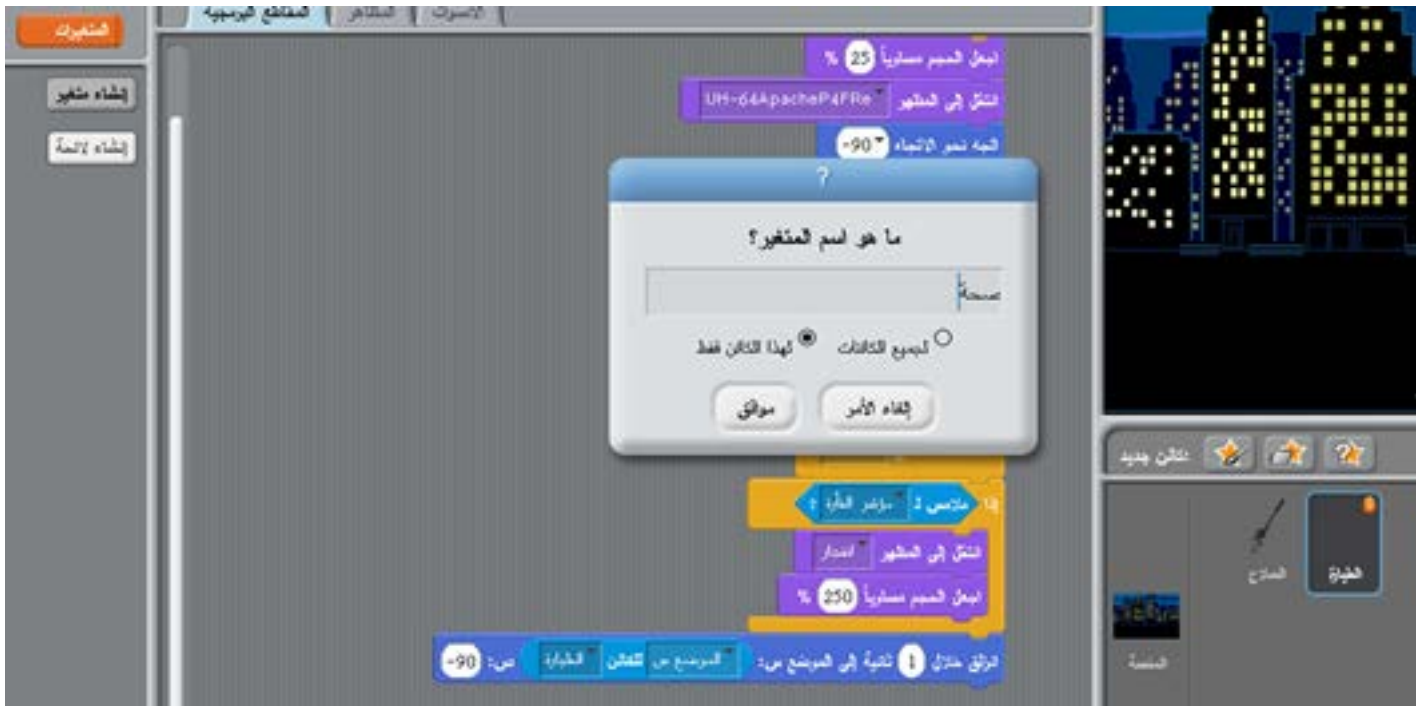 المتغيرات
إنشاء متغير
إنشاء لائحة
المقاطع البرمجية
المظاهر
الأصوات
اجعل الحجم مساوياً 25 %
انتقل إلى المظهر UH-64ApacheP4FRe
اتجه نحو الاتجاه 90-
?
ما هو اسم المتغير؟
صحة
لجميع الكائنات لهذا الكائن فقط
إلغاء الأمر موافق
إذا ملامس لـ مؤشر الفأرة ؟
انتقل إلى المظهر انفجار
اجعل الحجم مساوياً 250 %
انزلق خلال 1 ثانية إلى الموضع س: الموضع س للكائن الطيارة ص: 90-
كائن جديد
الطيارة
السلاح
المنصة